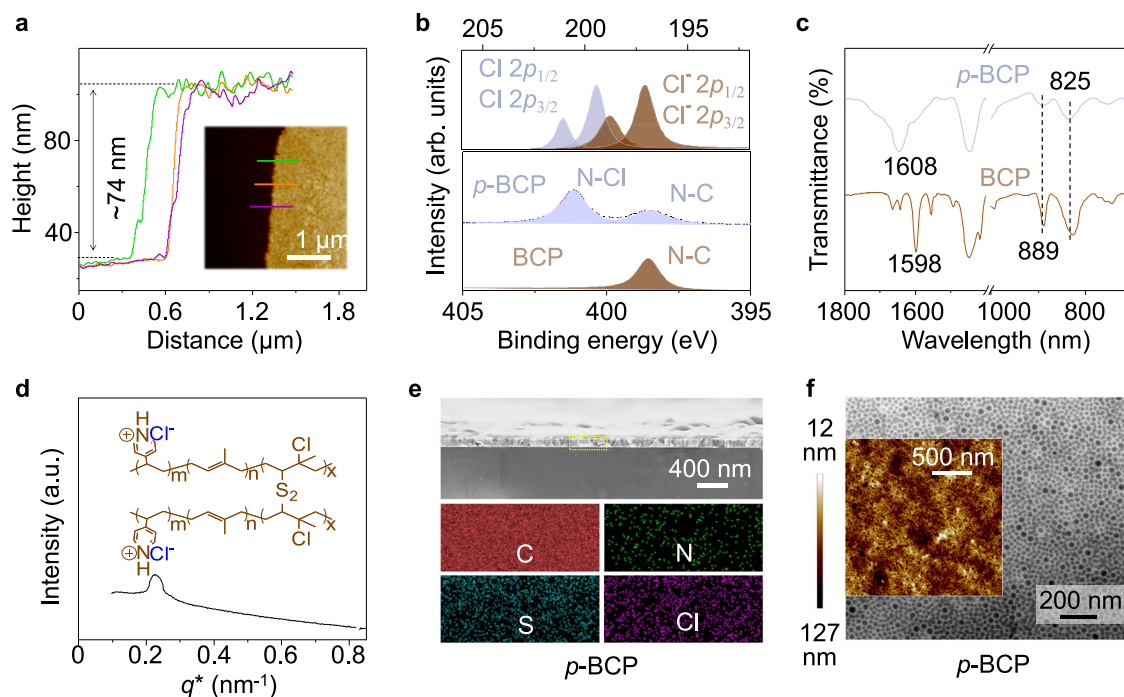 a
Height (nm)
80
40
~74 nm
1 μm
0 0.6 1.2 1.8
Distance (μm)
b
205 200 195
Cl 2p1/2
Cl 2p3/2
Cl- 2p1/2
Cl- 2p3/2
p-BCP
N-Cl
N-C
BCP
N-C
Intensity (arb. units)
405 400 395
Binding energy (eV)
c
Transmittance (%)
p-BCP
825
1608
BCP
889
1598
1800 1600 1000 800
Wavelength (nm)
d
Intensity (a.u.)
H
N
+
Cl-
Cl
m n x
S2
m n x
Cl
+
N
Cl-
H
0 0.2 0.4 0.6 0.8
q* (nm-1)
e
400 nm
C
N
S
Cl
p-BCP
f
12
nm
127
nm
500 nm
200 nm
p-BCP